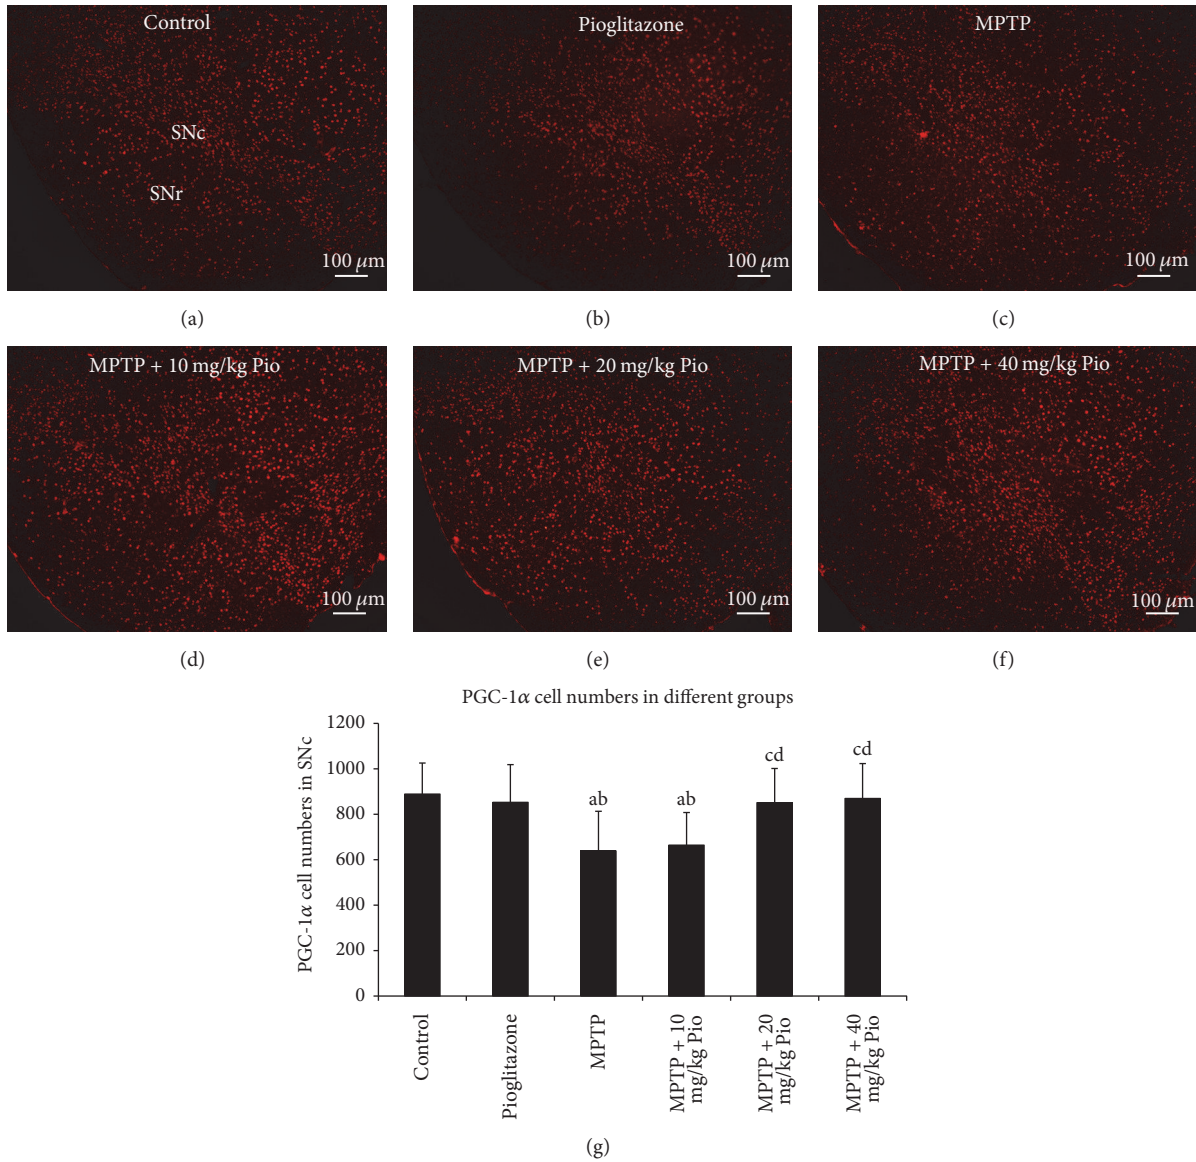 Control
SNc
SNr
100 μm
(a)
Pioglitazone
100 μm
(b)
MPTP
100 μm
(c)
MPTP + 10 mg/kg Pio
100 μm
(d)
MPTP + 20 mg/kg Pio
100 μm
(e)
MPTP + 40 mg/kg Pio
100 μm
(f)
PGC-1α cell numbers in different groups
PGC-1α cell numbers in SNc
1200
1000
800
600
400
200
0
ab
ab
cd
cd
Control
Pioglitazone
MPTP
MPTP + 10
mg/kg Pio
MPTP + 20
mg/kg Pio
MPTP + 40
mg/kg Pio
(g)